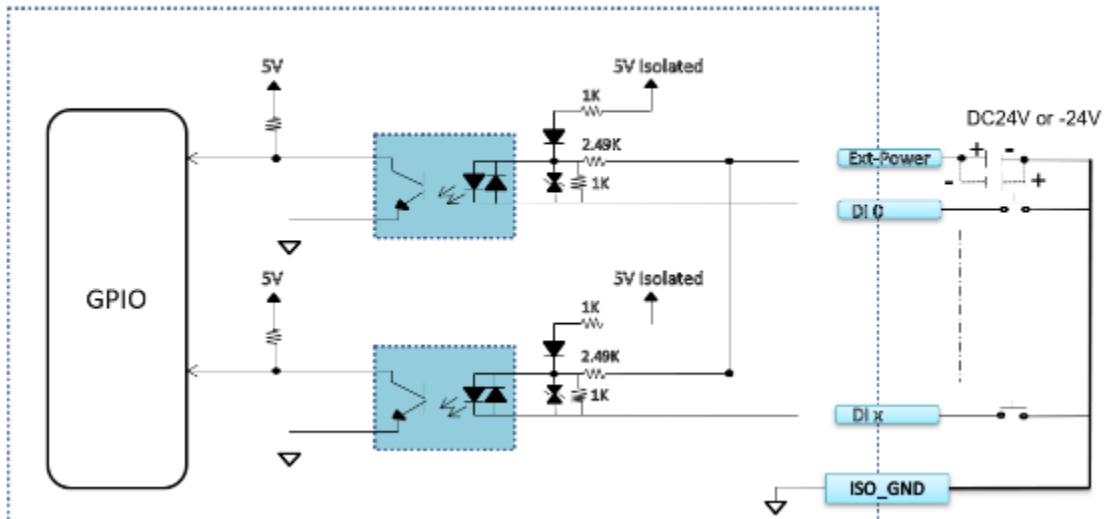 5V
5V Isolated
1K
DC24V or -24V
2.49K
Ext-Power
+
-
1K
-
+
DI 0
GPIO
5V
5V Isolated
1K
2.49K
1K
DI x
ISO_GND